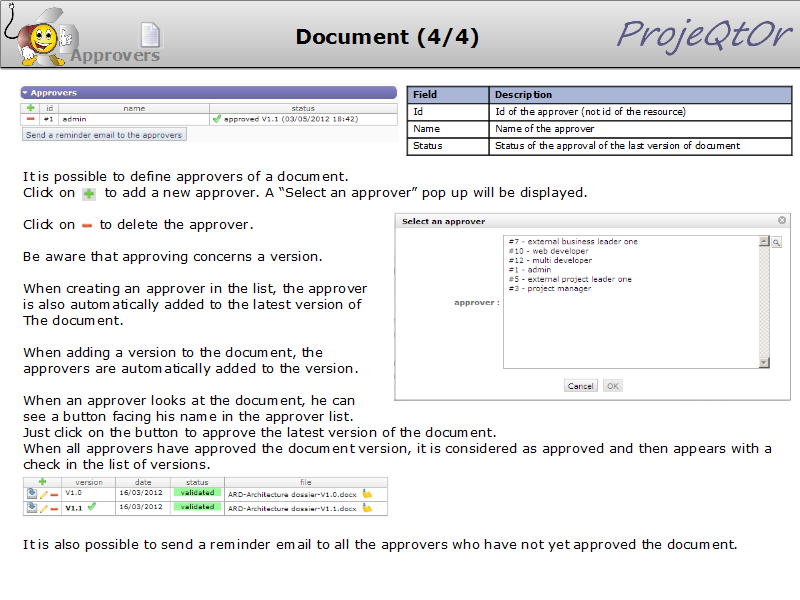 Approvers
Document (4/4)
ProjeQtOr
Approvers
id name status
#1 admin approved V1.1 (03/05/2012 18:42)
Send a reminder email to the approvers
Field Description
Id Id of the approver (not id of the resource)
Name Name of the approver
Status Status of the approval of the last version of document
It is possible to define approvers of a document.
Click on to add a new approver. A “Select an approver” pop up will be displayed.
Click on to delete the approver.
Be aware that approving concerns a version.
When creating an approver in the list, the approver
is also automatically added to the latest version of
The document.
When adding a version to the document, the
approvers are automatically added to the version.
Select an approver
#7 - external business leader one
#10 - web developer
#12 - multi developer
#1 - admin
#5 - external project leader one
#3 - project manager
approver :
Cancel OK
When an approver looks at the document, he can
see a button facing his name in the approver list.
Just click on the button to approve the latest version of the document.
When all approvers have approved the document version, it is considered as approved and then appears with a
check in the list of versions.
version date status file
V1.0 16/03/2012 validated ARD-Architecture dossier-V1.0.docx
V1.1 16/03/2012 validated ARD-Architecture dossier-V1.1.docx
It is also possible to send a reminder email to all the approvers who have not yet approved the document.